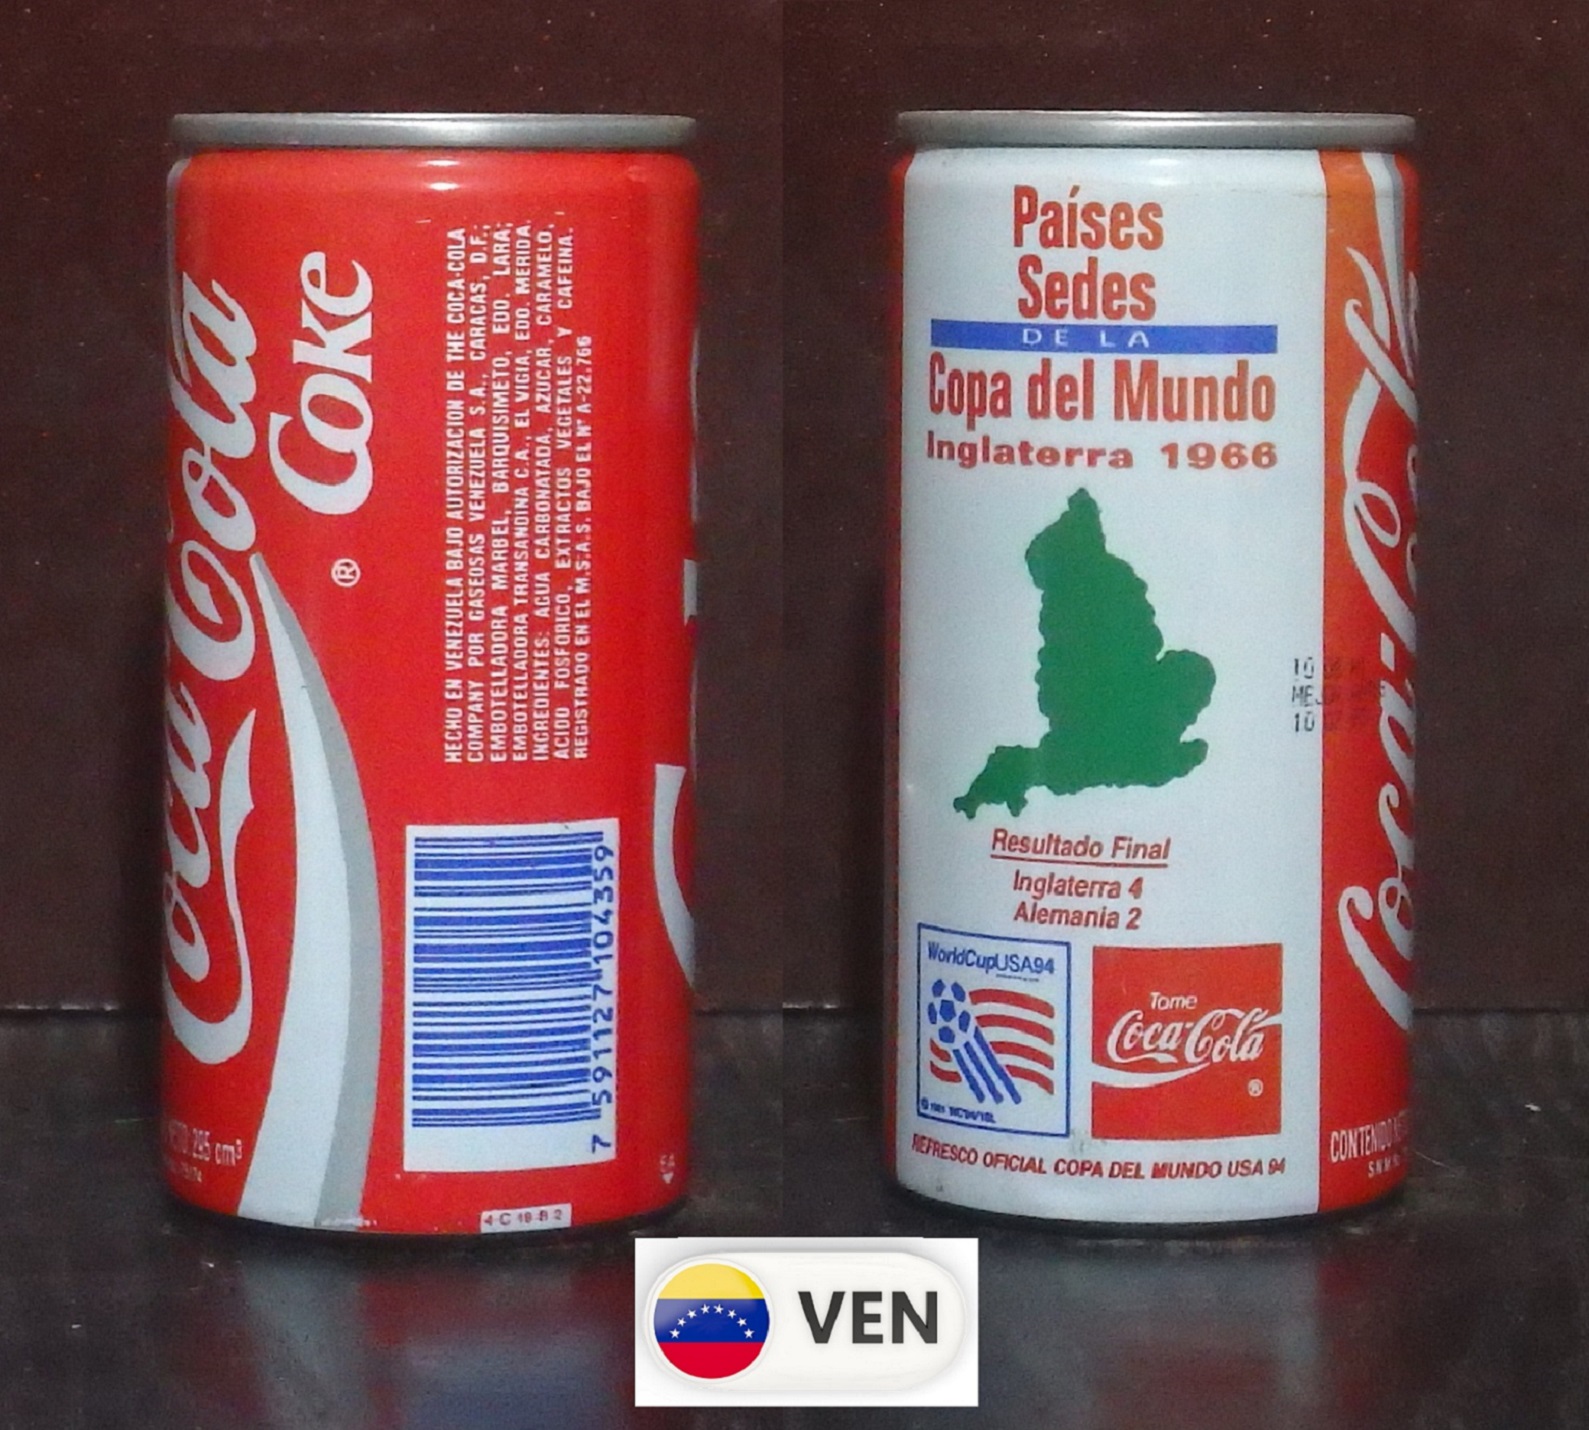 Coca-Cola
Coke
®
HECHO EN VENEZUELA BAJO AUTORIZACION DE THE COCA-COLA
COMPANY POR GASEOSAS VENEZUELA S.A., CARACAS, D.F.;
EMBOTELLADORA MARBEL, BARQUISIMETO, EDO. LARA;
EMBOTELLADORA TRANSANDINA C.A., EL VIGIA, EDO. MERIDA.
INGREDIENTES: AGUA CARBONATADA, AZUCAR, CARAMELO,
ACIDO FOSFORICO, EXTRACTOS VEGETALES Y CAFEINA.
REGISTRADO EN EL M.S.A.S. BAJO EL Nº A-22.766
7 591127 104359
295 cm³
4 C 19 B 2
Países
Sedes
DE LA
Copa del Mundo
Inglaterra 1966
Resultado Final
Inglaterra 4
Alemania 2
WorldCupUSA94
Tome
Coca-Cola
®
REFRESCO OFICIAL COPA DEL MUNDO USA 94
Coca-Cola
10
10
CONTENIDO
VEN